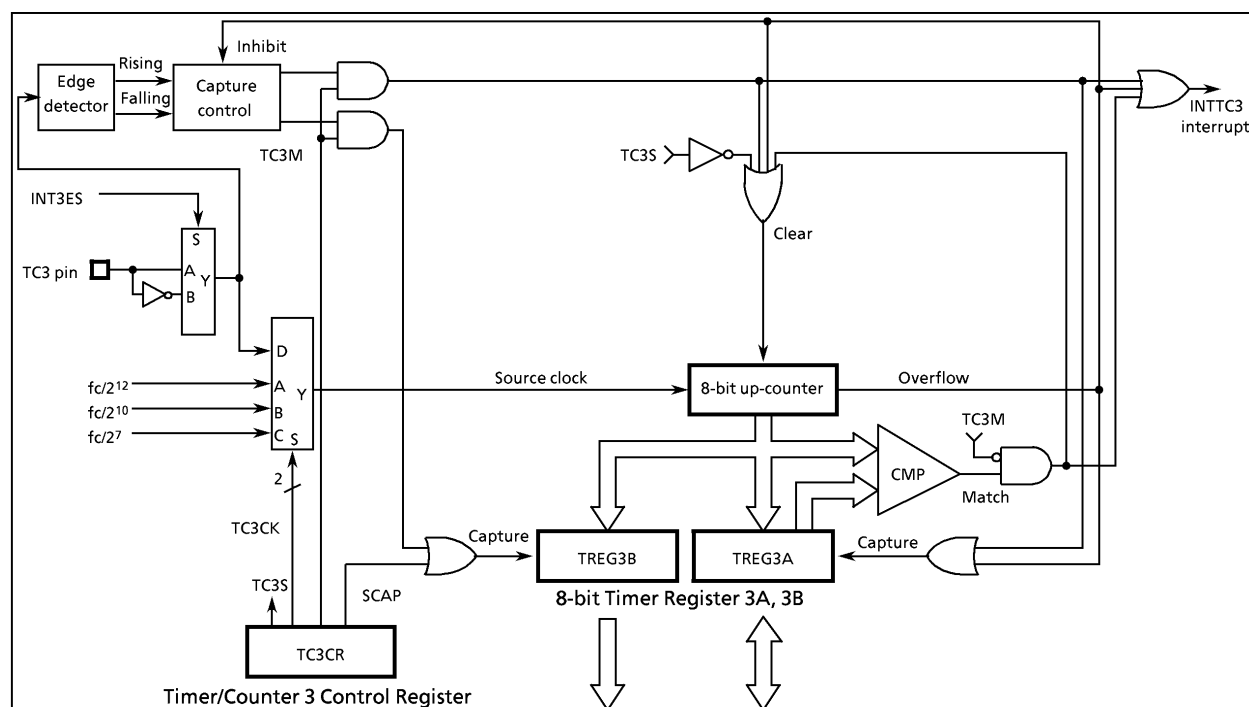 Inhibit
Rising
Edge
detector
Falling
Capture
control
INTTC3
interrupt
TC3M
TC3S
INT3ES
S
Clear
TC3 pin
A
Y
B
D
fc/2¹²
A
Y
Source clock
8-bit up-counter
Overflow
fc/2¹⁰
B
TC3M
fc/2⁷
C
S
2
CMP
Match
TC3CK
Capture
TREG3B
TREG3A
Capture
TC3S
SCAP
8-bit Timer Register 3A, 3B
TC3CR
Timer/Counter 3 Control Register